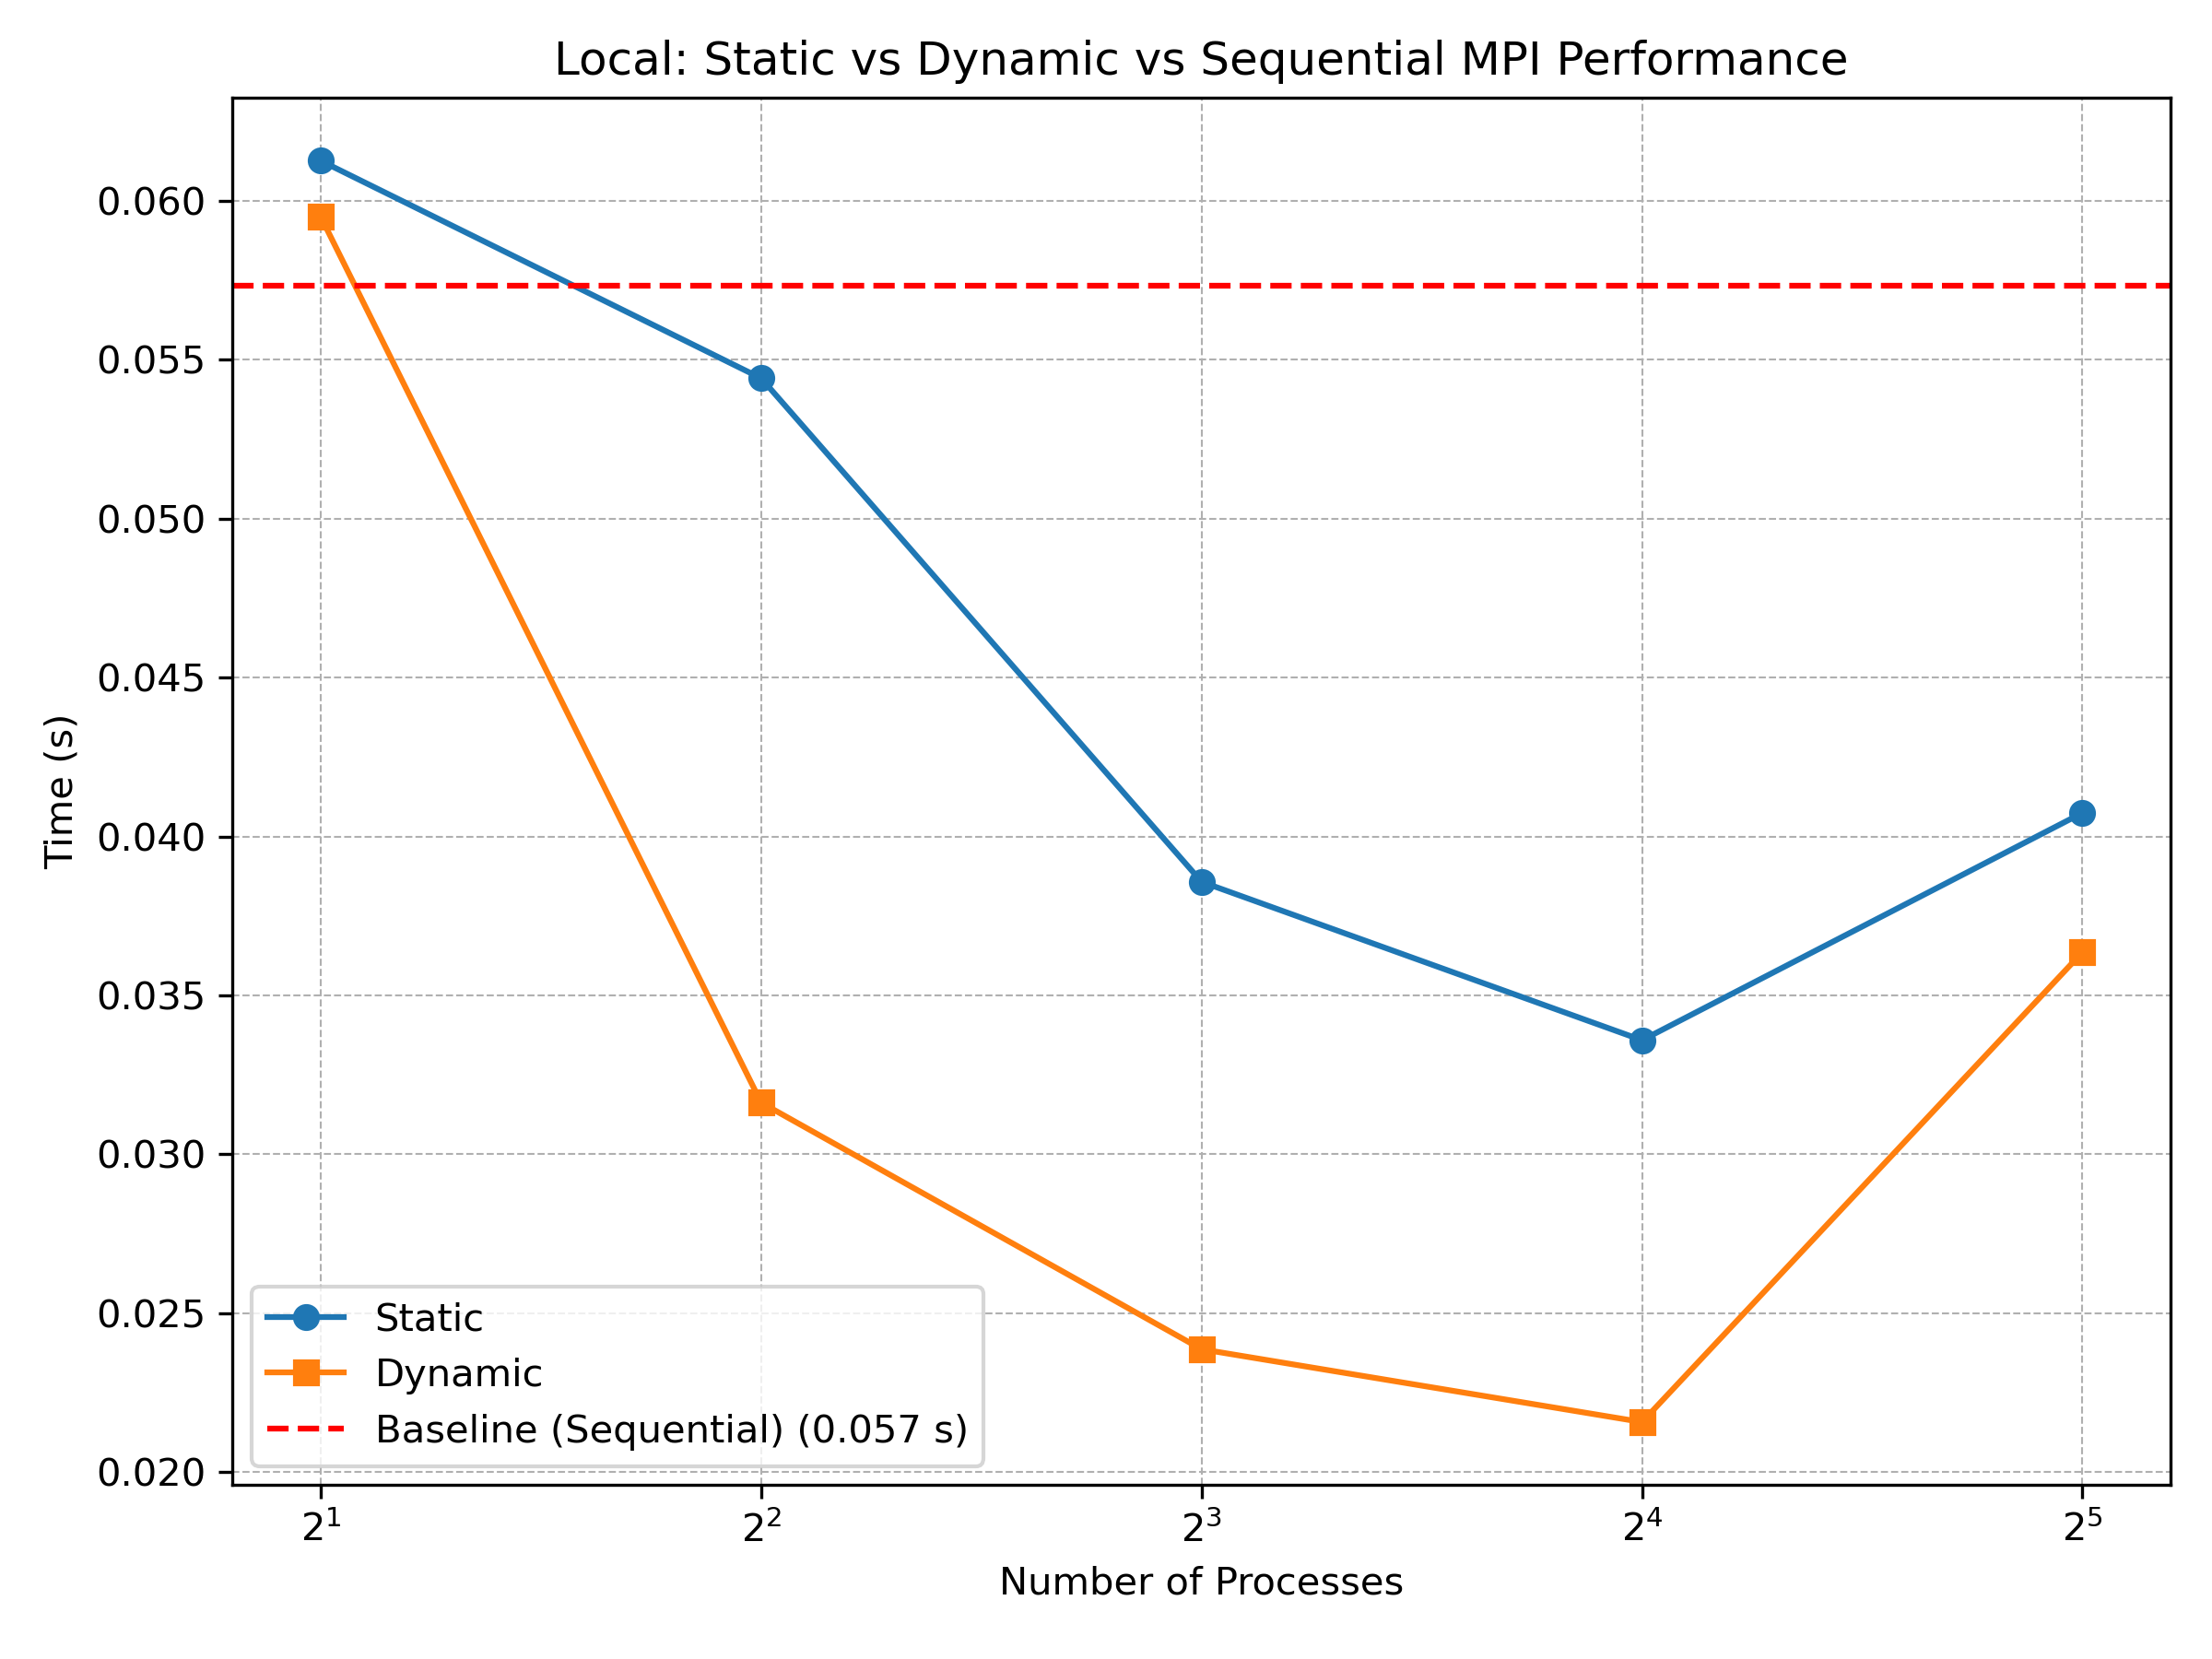 Local: Static vs Dynamic vs Sequential MPI Performance
0.060
0.055
0.050
0.045
0.040
0.035
0.030
0.025
0.020
Time (s)
Static
Dynamic
Baseline (Sequential) (0.057 s)
2¹ 2² 2³ 2⁴ 2⁵
Number of Processes